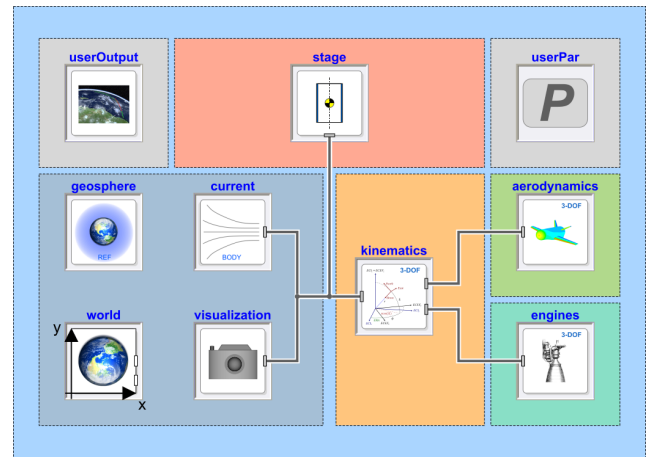 userOutput
stage
userPar
P
geosphere
REF
current
BODY
kinematics
3-DOF
aerodynamics
3-DOF
world
y
x
visualization
engines
3-DOF